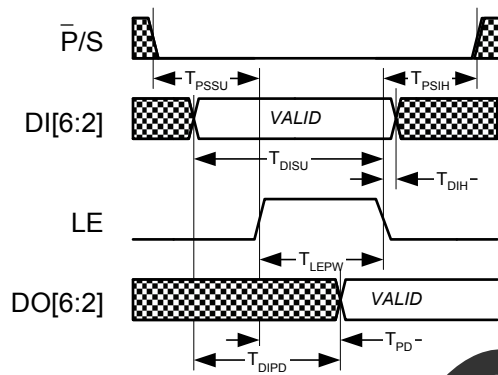 P̅/S
T_PSSU T_PSIH
DI[6:2] VALID
T_DISU
T_DIH
LE
T_LEPW
DO[6:2] VALID
T_PD
T_DIPD